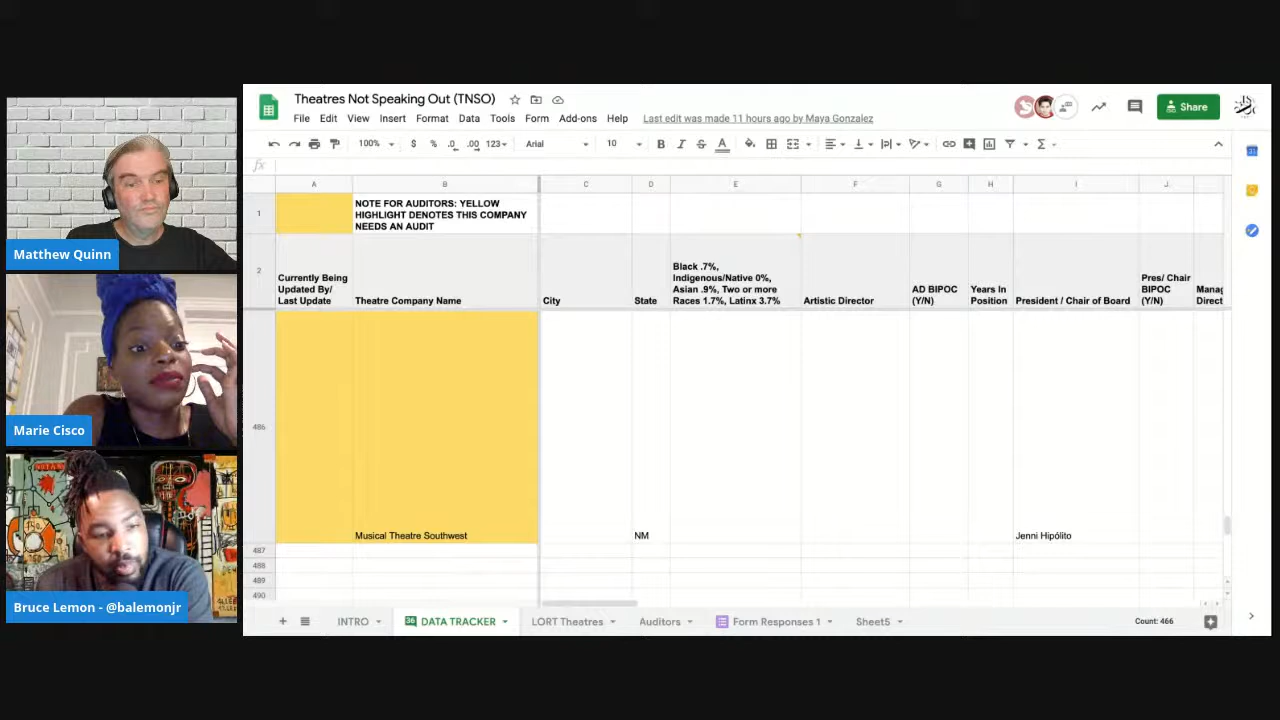 Matthew Quinn
Marie Cisco
Bruce Lemon - @balemonjr
Theatres Not Speaking Out (TNSO)
File Edit View Insert Format Data Tools Form Add-ons Help Last edit was made 11 hours ago by Maya Gonzalez
Share
100% $ % .0 .00 123 Arial 10 B I S A
fx
A B C D E F G H I J
1
NOTE FOR AUDITORS: YELLOW
HIGHLIGHT DENOTES THIS COMPANY
NEEDS AN AUDIT
2
Currently Being
Updated By/
Last Update
Theatre Company Name
City
State
Black .7%,
Indigenous/Native 0%,
Asian .9%, Two or more
Races 1.7%, Latinx 3.7%
Artistic Director
AD BIPOC
(Y/N)
Years In
Position
President / Chair of Board
Pres/ Chair
BIPOC
(Y/N)
Manag
Direct
486
Musical Theatre Southwest NM Jenni Hipólito
487
488
489
490
INTRO DATA TRACKER LORT Theatres Auditors Form Responses 1 Sheet5 Count: 466